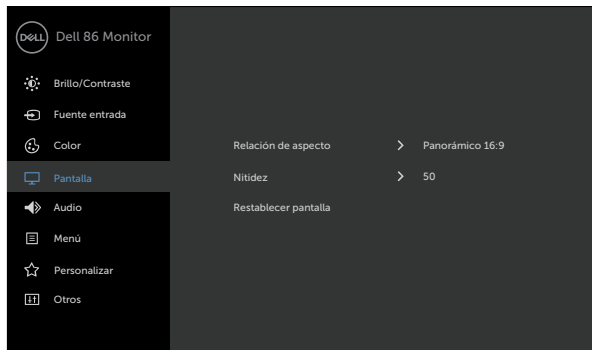 DELL Dell 86 Monitor
Brillo/Contraste
Fuente entrada
Color
Relación de aspecto > Panorámico 16:9
Pantalla
Nitidez > 50
Audio
Restablecer pantalla
Menú
Personalizar
Otros